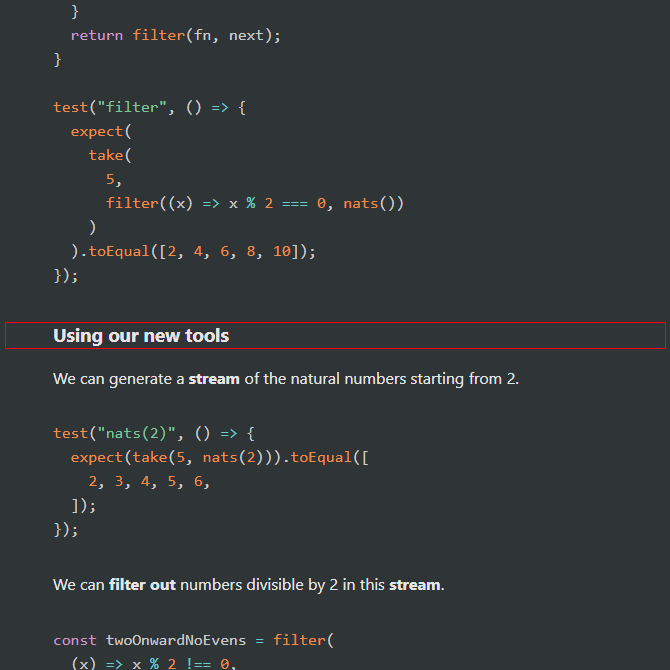 }
return filter(fn, next);
}
test("filter", () => {
expect(
take(
5,
filter((x) => x % 2 === 0, nats())
)
).toEqual([2, 4, 6, 8, 10]);
});
Using our new tools
We can generate a stream of the natural numbers starting from 2.
test("nats(2)", () => {
expect(take(5, nats(2))).toEqual([
2, 3, 4, 5, 6,
]);
});
We can filter out numbers divisible by 2 in this stream.
const twoOnwardNoEvens = filter(
(x) => x % 2 !== 0,